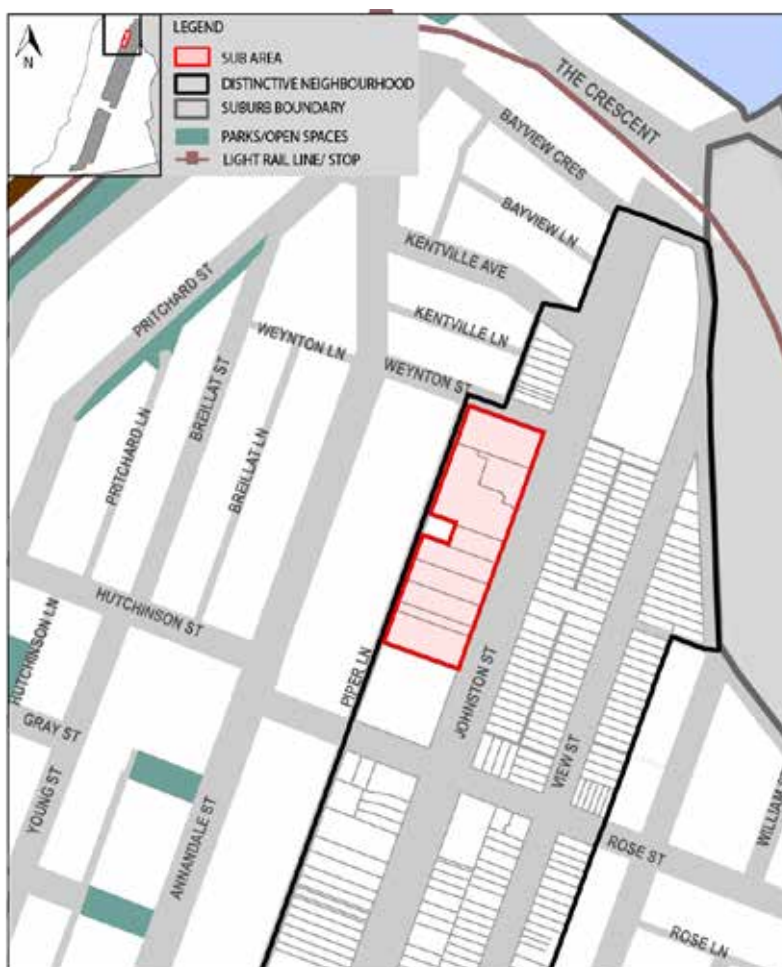 LEGEND
SUB AREA
DISTINCTIVE NEIGHBOURHOOD
SUBURB BOUNDARY
PARKS/OPEN SPACES
LIGHT RAIL LINE/ STOP
N
THE CRESCENT
BAYVIEW CRES
BAYVIEW LN
KENTVILLE AVE
PRITCHARD ST
KENTVILLE LN
WEYNTON LN
WEYNTON ST
BREILLAT ST
PRITCHARD LN
BREILLAT LN
HUTCHINSON ST
HUTCHINSON LN
PIPER LN
JOHNSTON ST
GRAY ST
VIEW ST
YOUNG ST
ANNANDALE ST
WILLIAM
ROSE ST
ROSE LN